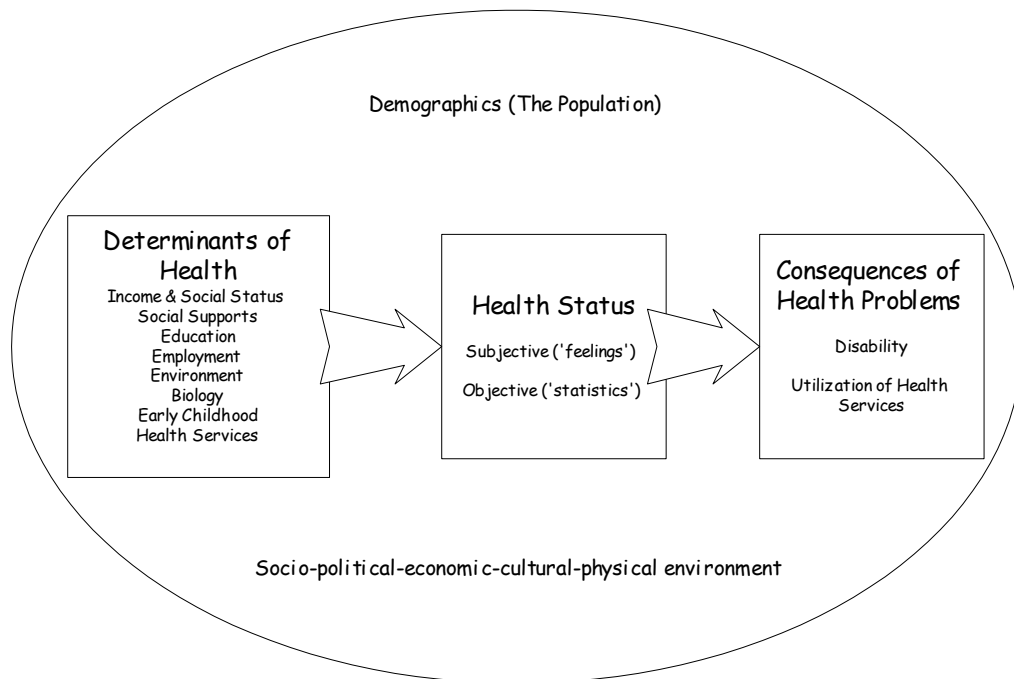 Demographics (The Population)
Determinants of
Health
Income & Social Status
Social Supports
Education
Employment
Environment
Biology
Early Childhood
Health Services
Health Status
Subjective ('feelings')
Objective ('statistics')
Consequences of
Health Problems
Disability
Utilization of Health
Services
Socio-political-economic-cultural-physical environment